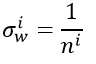 σ_w^i = 1/n^i